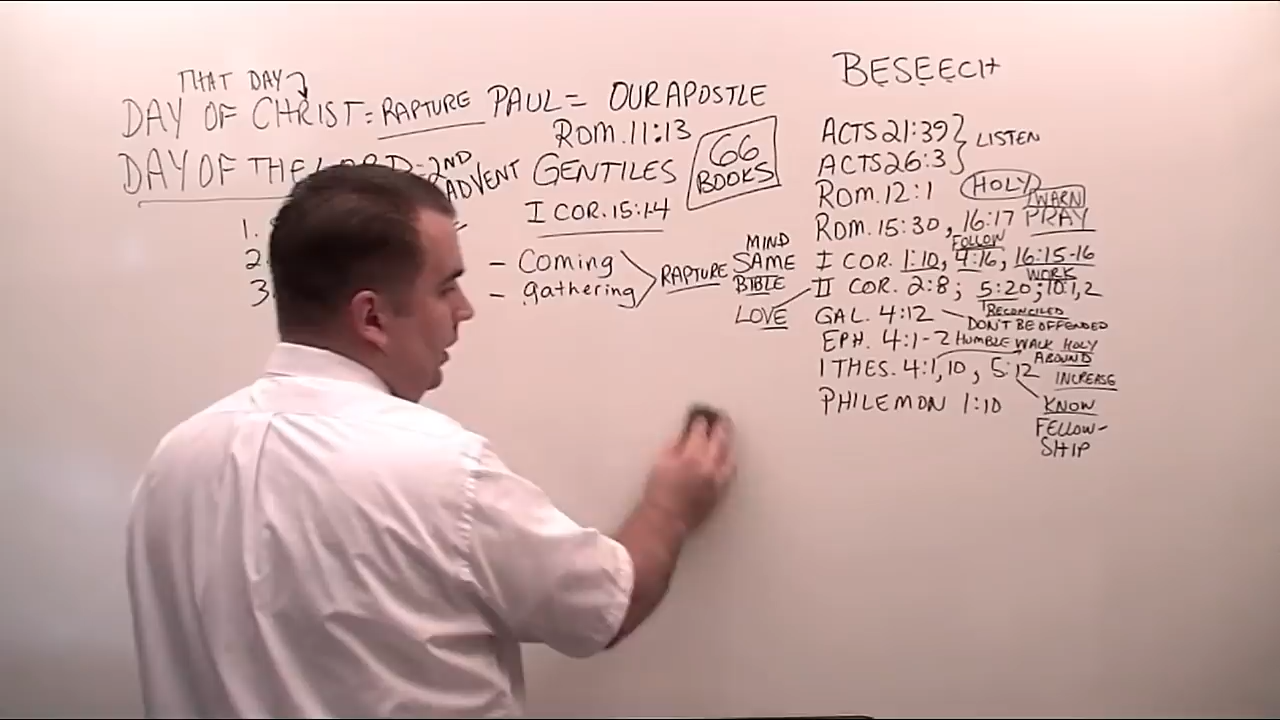 THAT DAY
DAY OF CHRIST = RAPTURE
DAY OF THE LORD = 2ND ADVENT
1.
2.
3.
PAUL = OUR APOSTLE
ROM. 11:13
GENTILES
I COR. 15:1-4
66 BOOKS
- Coming
- gathering
RAPTURE
MIND
SAME
BIBLE
LOVE
BESEECH
ACTS 21:39
ACTS 26:3
LISTEN
ROM. 12:1 HOLY
WARN
ROM. 15:30, 16:17 PRAY
FOLLOW
I COR. 1:10, 4:16, 16:15-16
WORK
II COR. 2:8; 5:20; 10:1,2
RECONCILED
GAL. 4:12 DON'T BE OFFENDED
EPH. 4:1-2 HUMBLE WALK HOLY
ABOUND
I THES. 4:1,10, 5:12
INCREASE
KNOW
PHILEMON 1:10
FELLOW-
SHIP